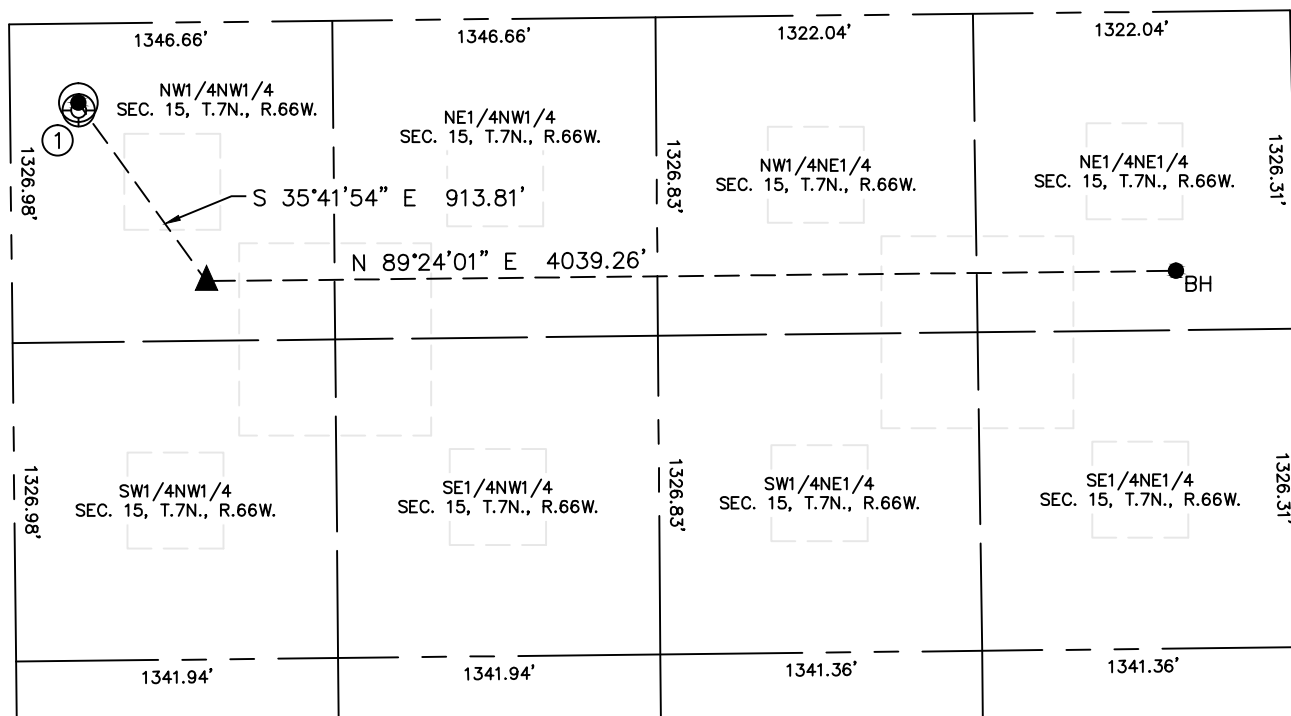 1346.66'
1346.66'
1322.04'
1322.04'
NW1/4NW1/4
SEC. 15, T.7N., R.66W.
NE1/4NW1/4
SEC. 15, T.7N., R.66W.
NW1/4NE1/4
SEC. 15, T.7N., R.66W.
NE1/4NE1/4
SEC. 15, T.7N., R.66W.
1
1326.98'
1326.83'
1326.31'
S 35°41'54" E 913.81'
N 89°24'01" E 4039.26'
BH
SW1/4NW1/4
SEC. 15, T.7N., R.66W.
SE1/4NW1/4
SEC. 15, T.7N., R.66W.
SW1/4NE1/4
SEC. 15, T.7N., R.66W.
SE1/4NE1/4
SEC. 15, T.7N., R.66W.
1326.98'
1326.83'
1326.31'
1341.94'
1341.94'
1341.36'
1341.36'